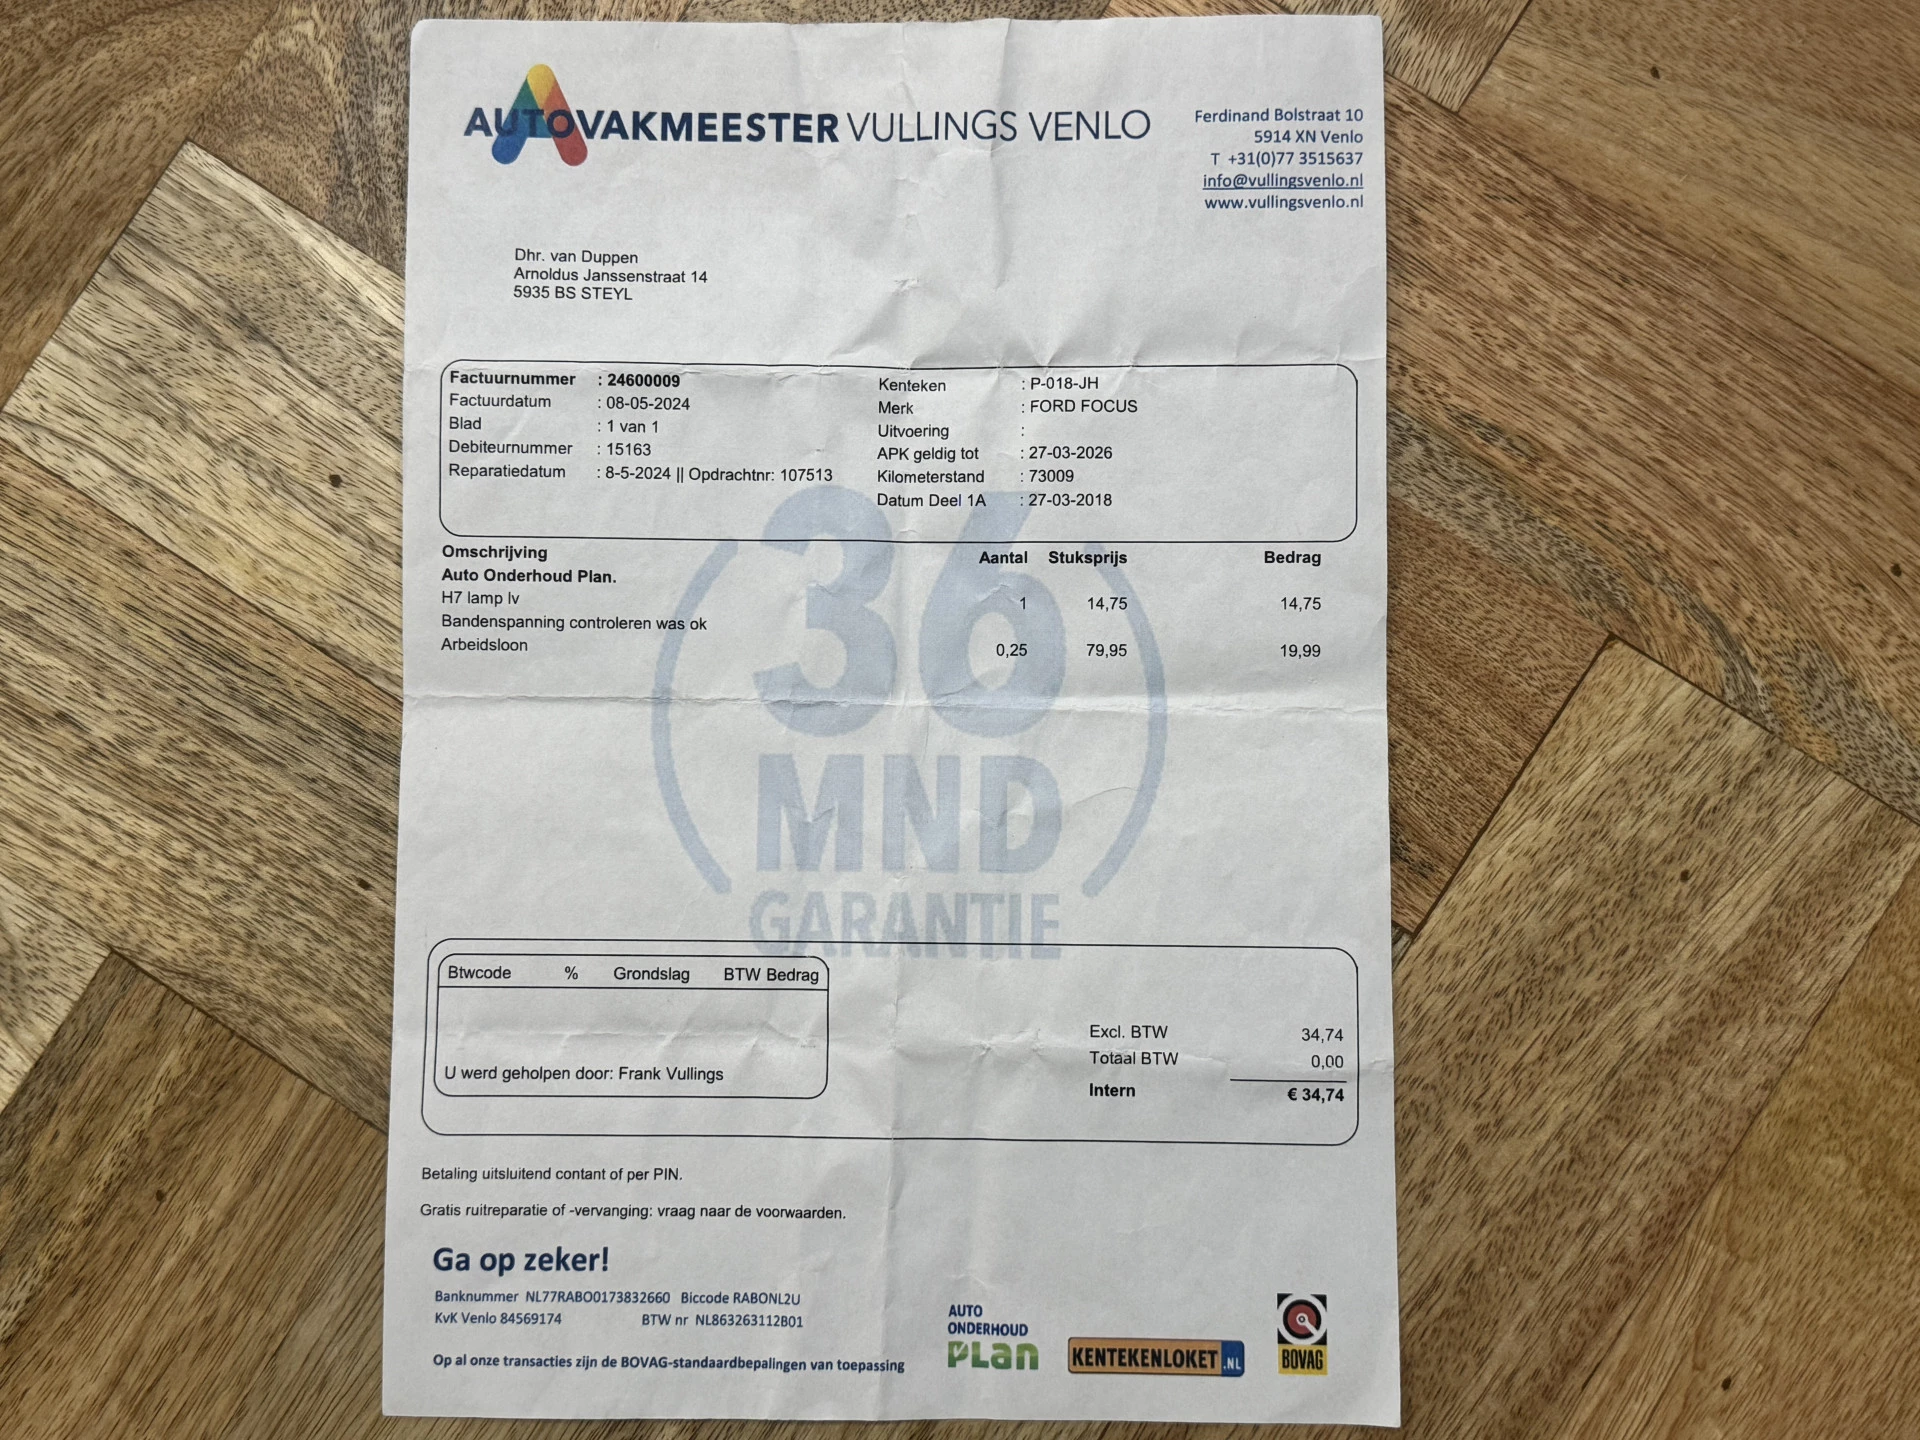 AUTOVAKMEESTER VULLINGS VENLO
Ferdinand Bolstraat 10
5914 XN Venlo
T +31(0)77 3515637
info@vullingsvenlo.nl
www.vullingsvenlo.nl
Dhr. van Duppen
Arnoldus Janssenstraat 14
5935 BS STEYL
Factuurnummer : 24600009
Factuurdatum : 08-05-2024
Blad : 1 van 1
Debiteurnummer : 15163
Reparatiedatum : 8-5-2024 || Opdrachtnr: 107513
Kenteken : P-018-JH
Merk : FORD FOCUS
Uitvoering :
APK geldig tot : 27-03-2026
Kilometerstand : 73009
Datum Deel 1A : 27-03-2018
Omschrijving Aantal Stuksprijs Bedrag
Auto Onderhoud Plan.
H7 lamp lv 1 14,75 14,75
Bandenspanning controleren was ok
Arbeidsloon 0,25 79,95 19,99
36
MND
GARANTIE
Btwcode % Grondslag BTW Bedrag
U werd geholpen door: Frank Vullings
Excl. BTW 34,74
Totaal BTW 0,00
Intern € 34,74
Betaling uitsluitend contant of per PIN.
Gratis ruitreparatie of -vervanging: vraag naar de voorwaarden.
Ga op zeker!
Banknummer NL77RABO0173832660 Biccode RABONL2U
KvK Venlo 84569174 BTW nr NL863263112B01
Op al onze transacties zijn de BOVAG-standaardbepalingen van toepassing
AUTO
ONDERHOUD
PLan
KENTEKENLOKET.NL
BOVAG